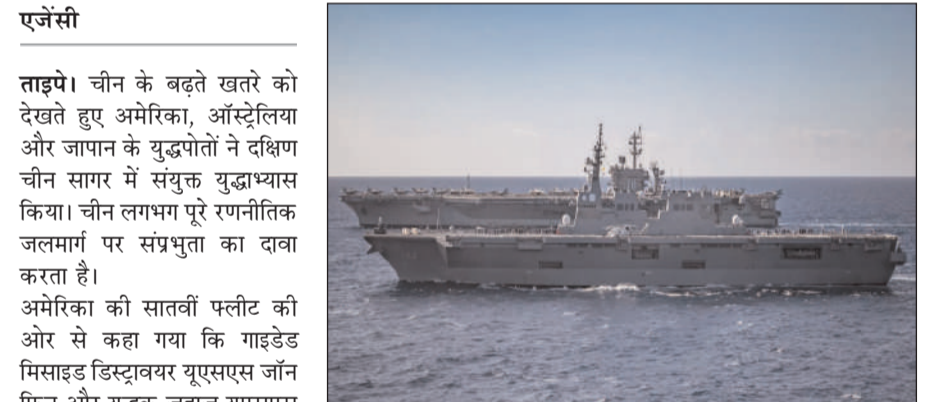 एजेंसी
ताइपे। चीन के बढ़ते खतरे को
देखते हुए अमेरिका, ऑस्ट्रेलिया
और जापान के युद्धपोतों ने दक्षिण
चीन सागर में संयुक्त युद्धाभ्यास
किया। चीन लगभग पूरे रणनीतिक
जलमार्ग पर संप्रभुता का दावा
करता है।
अमेरिका की सातवीं फ्लीट की
ओर से कहा गया कि गाइडेड
मिसाइड डिस्ट्रावयर यूएसएस जॉन